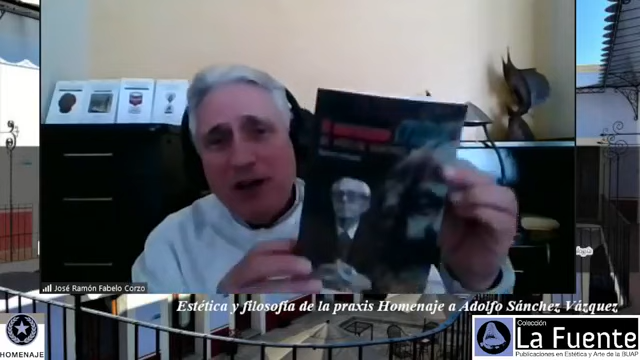 José Ramón Fabelo Corzo
Estética y filosofía de la praxis Homenaje a Adolfo Sánchez Vázquez
HOMENAJE
Colección
La Fuente
Publicaciones en Estética y Arte de la BUAP